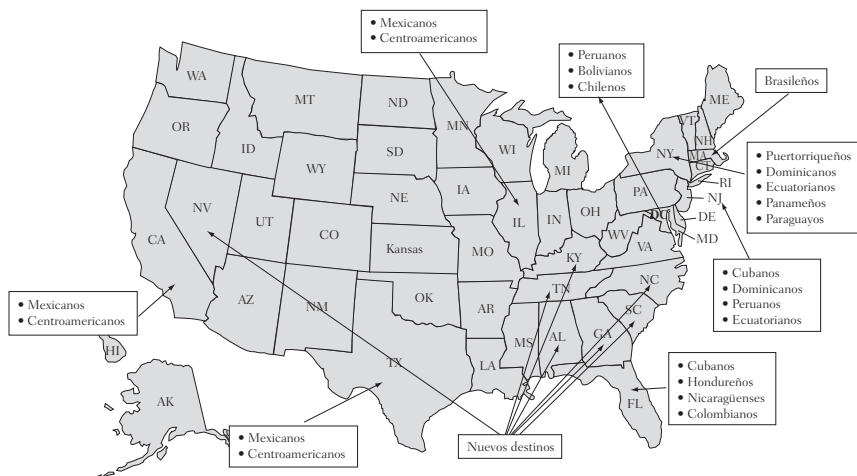 • Mexicanos
• Centroamericanos
• Peruanos
• Bolivianos
• Chilenos
Brasileños
WA
MT
ND
MN
ME
VT
NH
OR
ID
SD
WI
MI
NY
MA
CT
• Puertorriqueños
• Dominicanos
• Ecuatorianos
• Panameños
• Paraguayos
WY
IA
NE
PA
RI
NJ
NV
UT
CO
IL
IN
OH
DC
DE
MD
CA
Kansas
MO
WV
VA
KY
• Cubanos
• Dominicanos
• Peruanos
• Ecuatorianos
AZ
NM
OK
AR
TN
NC
SC
• Mexicanos
• Centroamericanos
MS
AL
GA
HI
TX
LA
• Cubanos
• Hondureños
• Nicaragüenses
• Colombianos
FL
AK
• Mexicanos
• Centroamericanos
Nuevos destinos